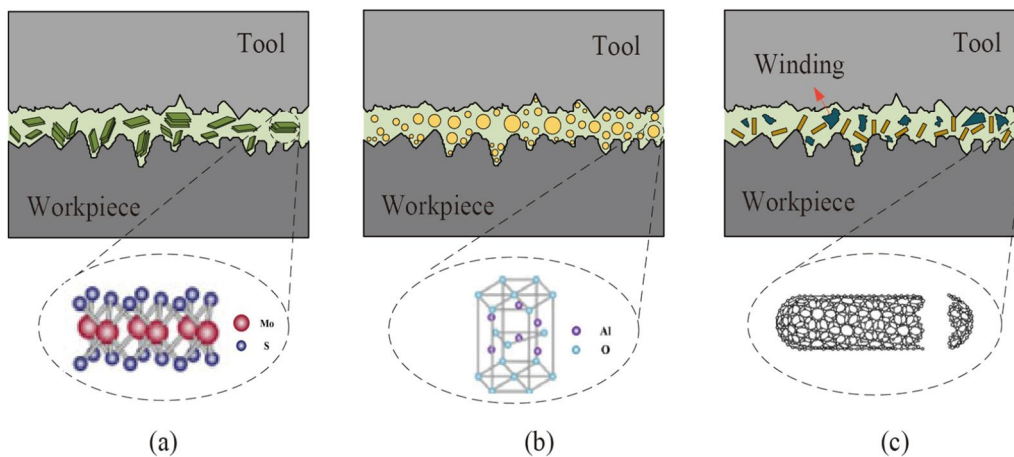 Tool
Workpiece
Mo
S
(a)
Tool
Workpiece
Al
O
(b)
Tool
Winding
Workpiece
(c)